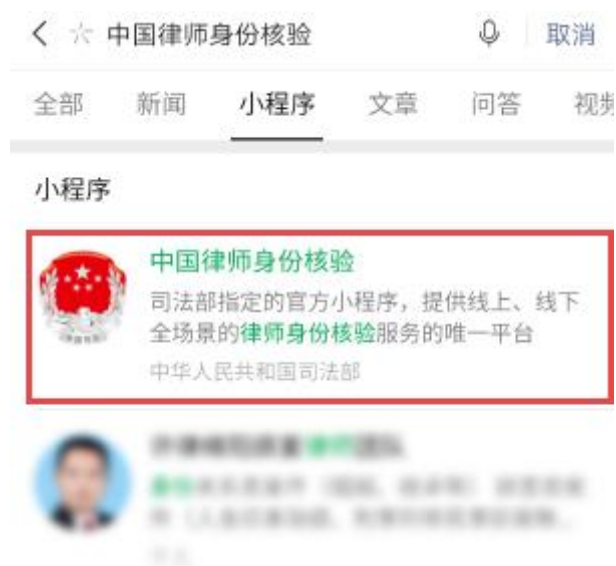 中国律师身份核验
取消
全部 新闻 小程序 文章 问答 视频
小程序
中国律师身份核验
司法部指定的官方小程序，提供线上、线下
全场景的律师身份核验服务的唯一平台
中华人民共和国司法部